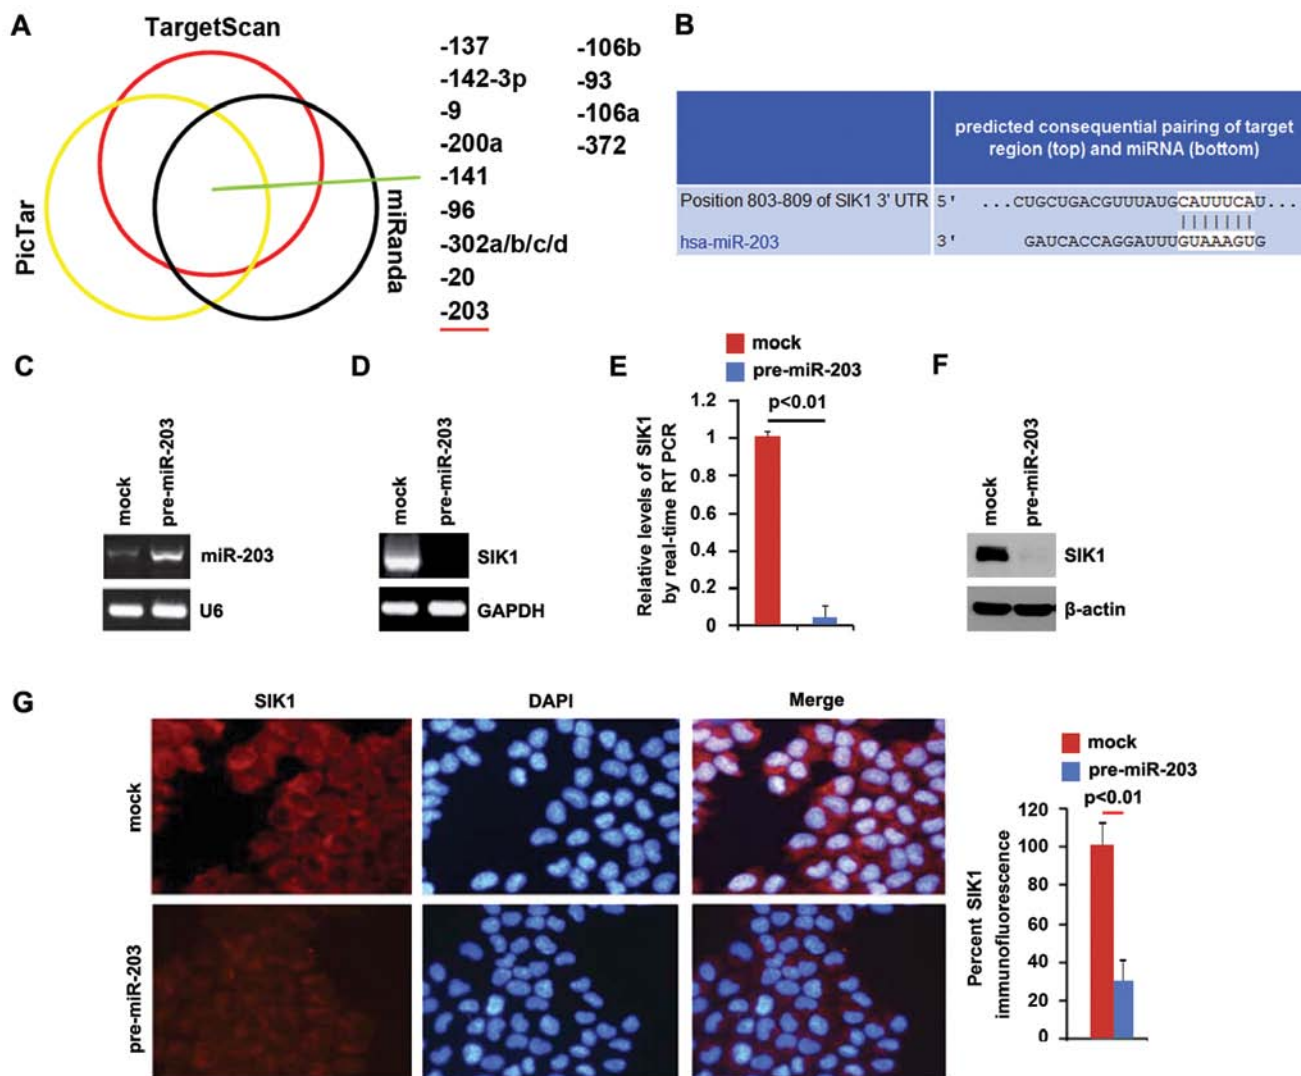 A
TargetScan
PicTar
miRanda
-137
-142-3p
-9
-200a
-141
-96
-302a/b/c/d
-20
-203
-106b
-93
-106a
-372
B
predicted consequential pairing of target
region (top) and miRNA (bottom)
Position 803-809 of SIK1 3' UTR 5' ...CUGCUGACGUUUAUGCAUUUCAU...
hsa-miR-203 3' GAUCACCAGGAUUUGUAAAGUG
C
mock
pre-miR-203
miR-203
U6
D
mock
pre-miR-203
SIK1
GAPDH
E
mock
pre-miR-203
Relative levels of SIK1
by real-time RT PCR
1.2
1
0.8
0.6
0.4
0.2
0
p<0.01
F
mock
pre-miR-203
SIK1
β-actin
G
SIK1
DAPI
Merge
mock
pre-miR-203
mock
pre-miR-203
p<0.01
Percent SIK1
immunofluorescence
120
100
80
60
40
20
0